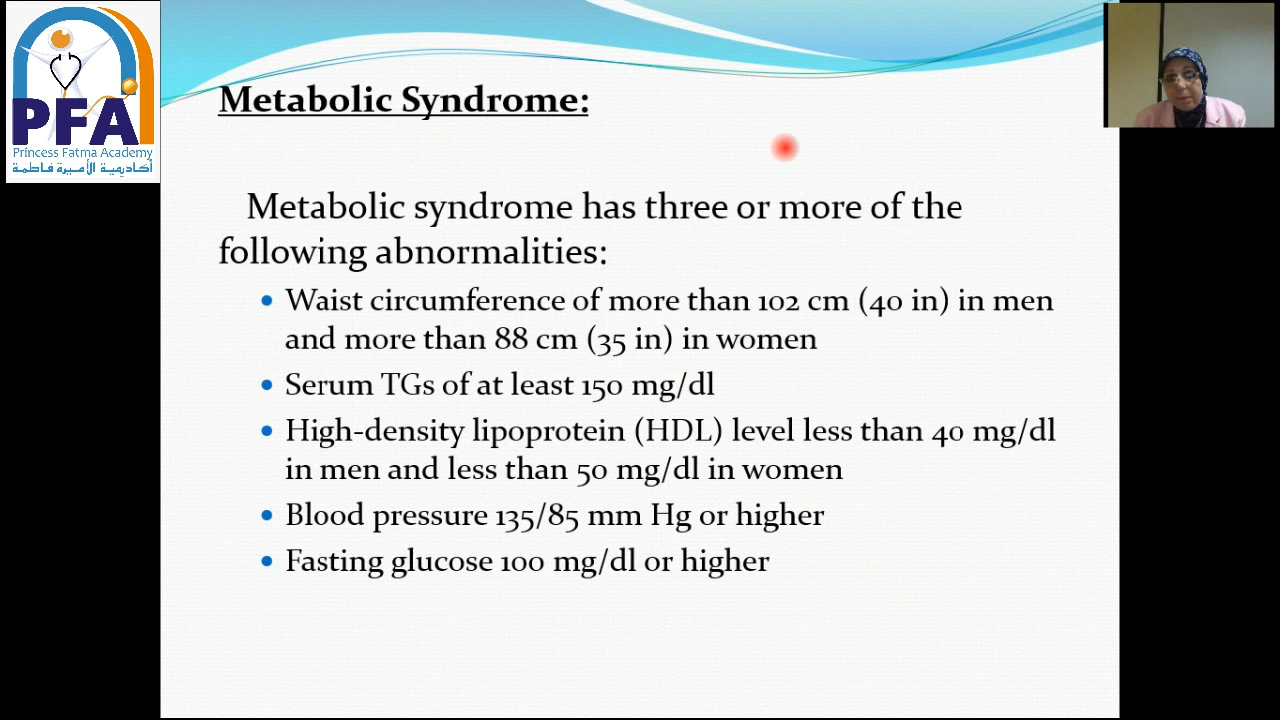 PFA
Princess Fatma Academy
أكاديمية الأميرة فاطمة
Metabolic Syndrome:
Metabolic syndrome has three or more of the
following abnormalities:
• Waist circumference of more than 102 cm (40 in) in men
and more than 88 cm (35 in) in women
• Serum TGs of at least 150 mg/dl
• High-density lipoprotein (HDL) level less than 40 mg/dl
in men and less than 50 mg/dl in women
• Blood pressure 135/85 mm Hg or higher
• Fasting glucose 100 mg/dl or higher